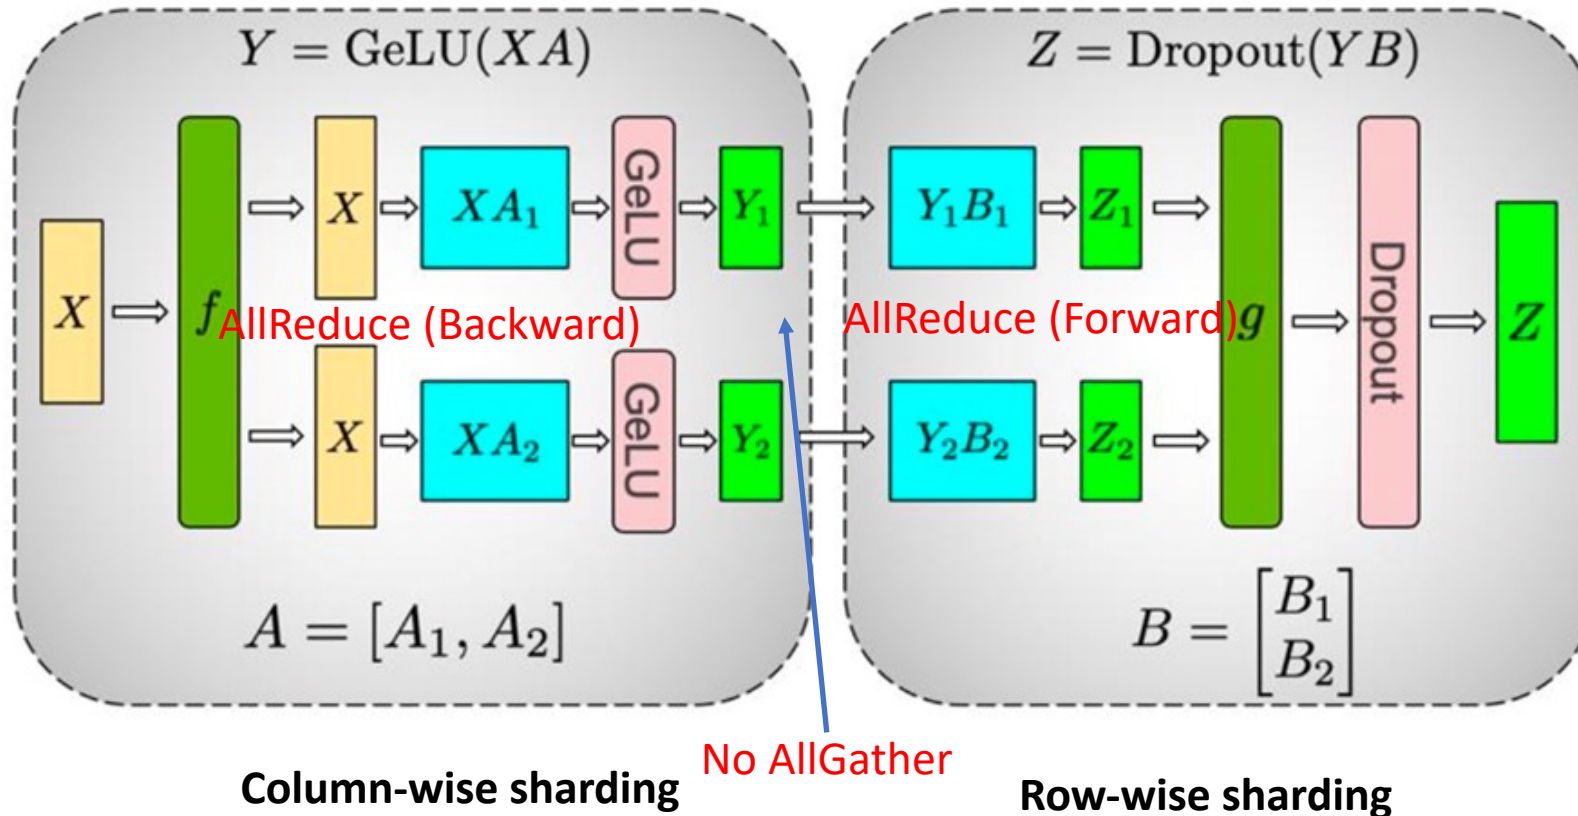 Y = GeLU(XA)
X
f
X
XA₁
GeLU
Y₁
AllReduce (Backward)
X
XA₂
GeLU
Y₂
A = [A₁, A₂]
Column-wise sharding
No AllGather
Z = Dropout(YB)
Y₁B₁
Z₁
AllReduce (Forward)
g
Dropout
Z
Y₂B₂
Z₂
B = [B₁
B₂]
Row-wise sharding